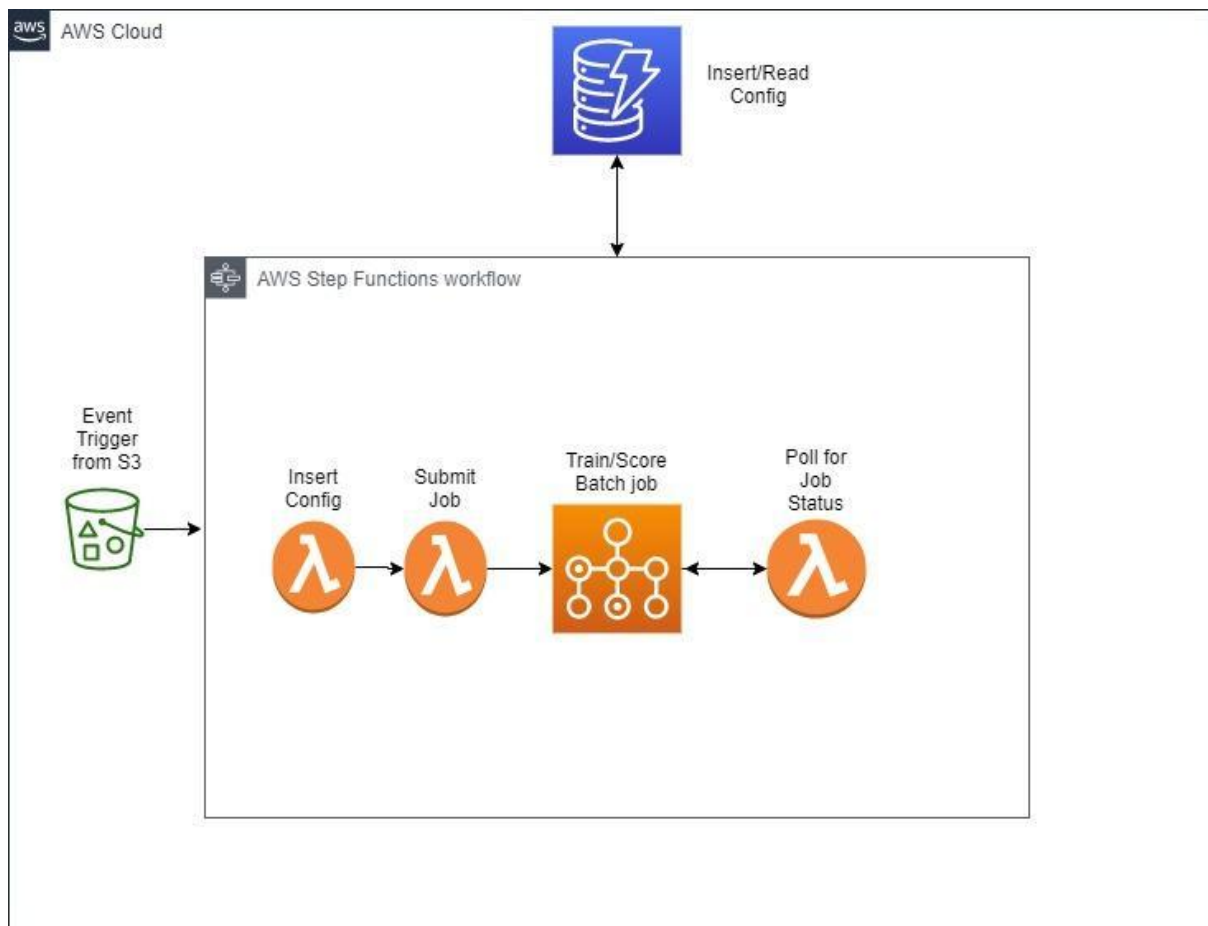 aws
AWS Cloud
Insert/Read
Config
AWS Step Functions workflow
Event
Trigger
from S3
Insert
Config
Submit
Job
Train/Score
Batch job
Poll for
Job
Status
λ
λ
λ